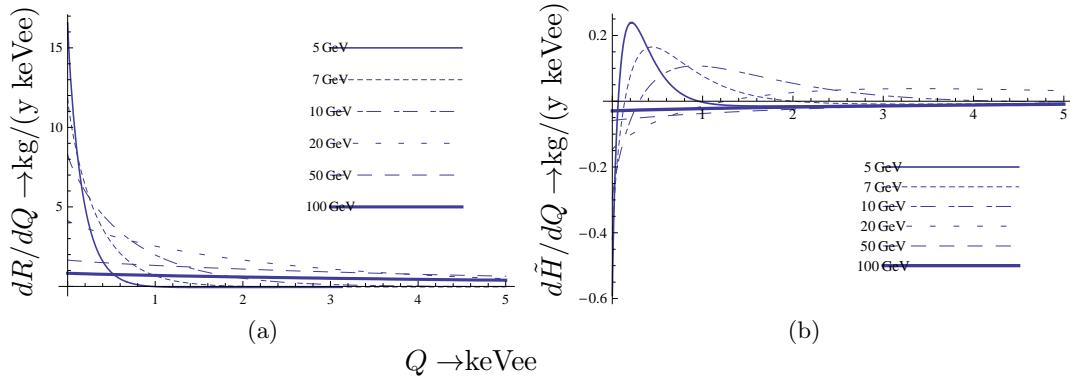 dR/dQ →kg/(y keVee)
15
10
5
1
2
3
4
5
5 GeV
7 GeV
10 GeV
20 GeV
50 GeV
100 GeV
(a)
dH̃/dQ →kg/(y keVee)
0.2
−0.2
−0.4
−0.6
1
2
3
4
5
5 GeV
7 GeV
10 GeV
20 GeV
50 GeV
100 GeV
(b)
Q →keVee